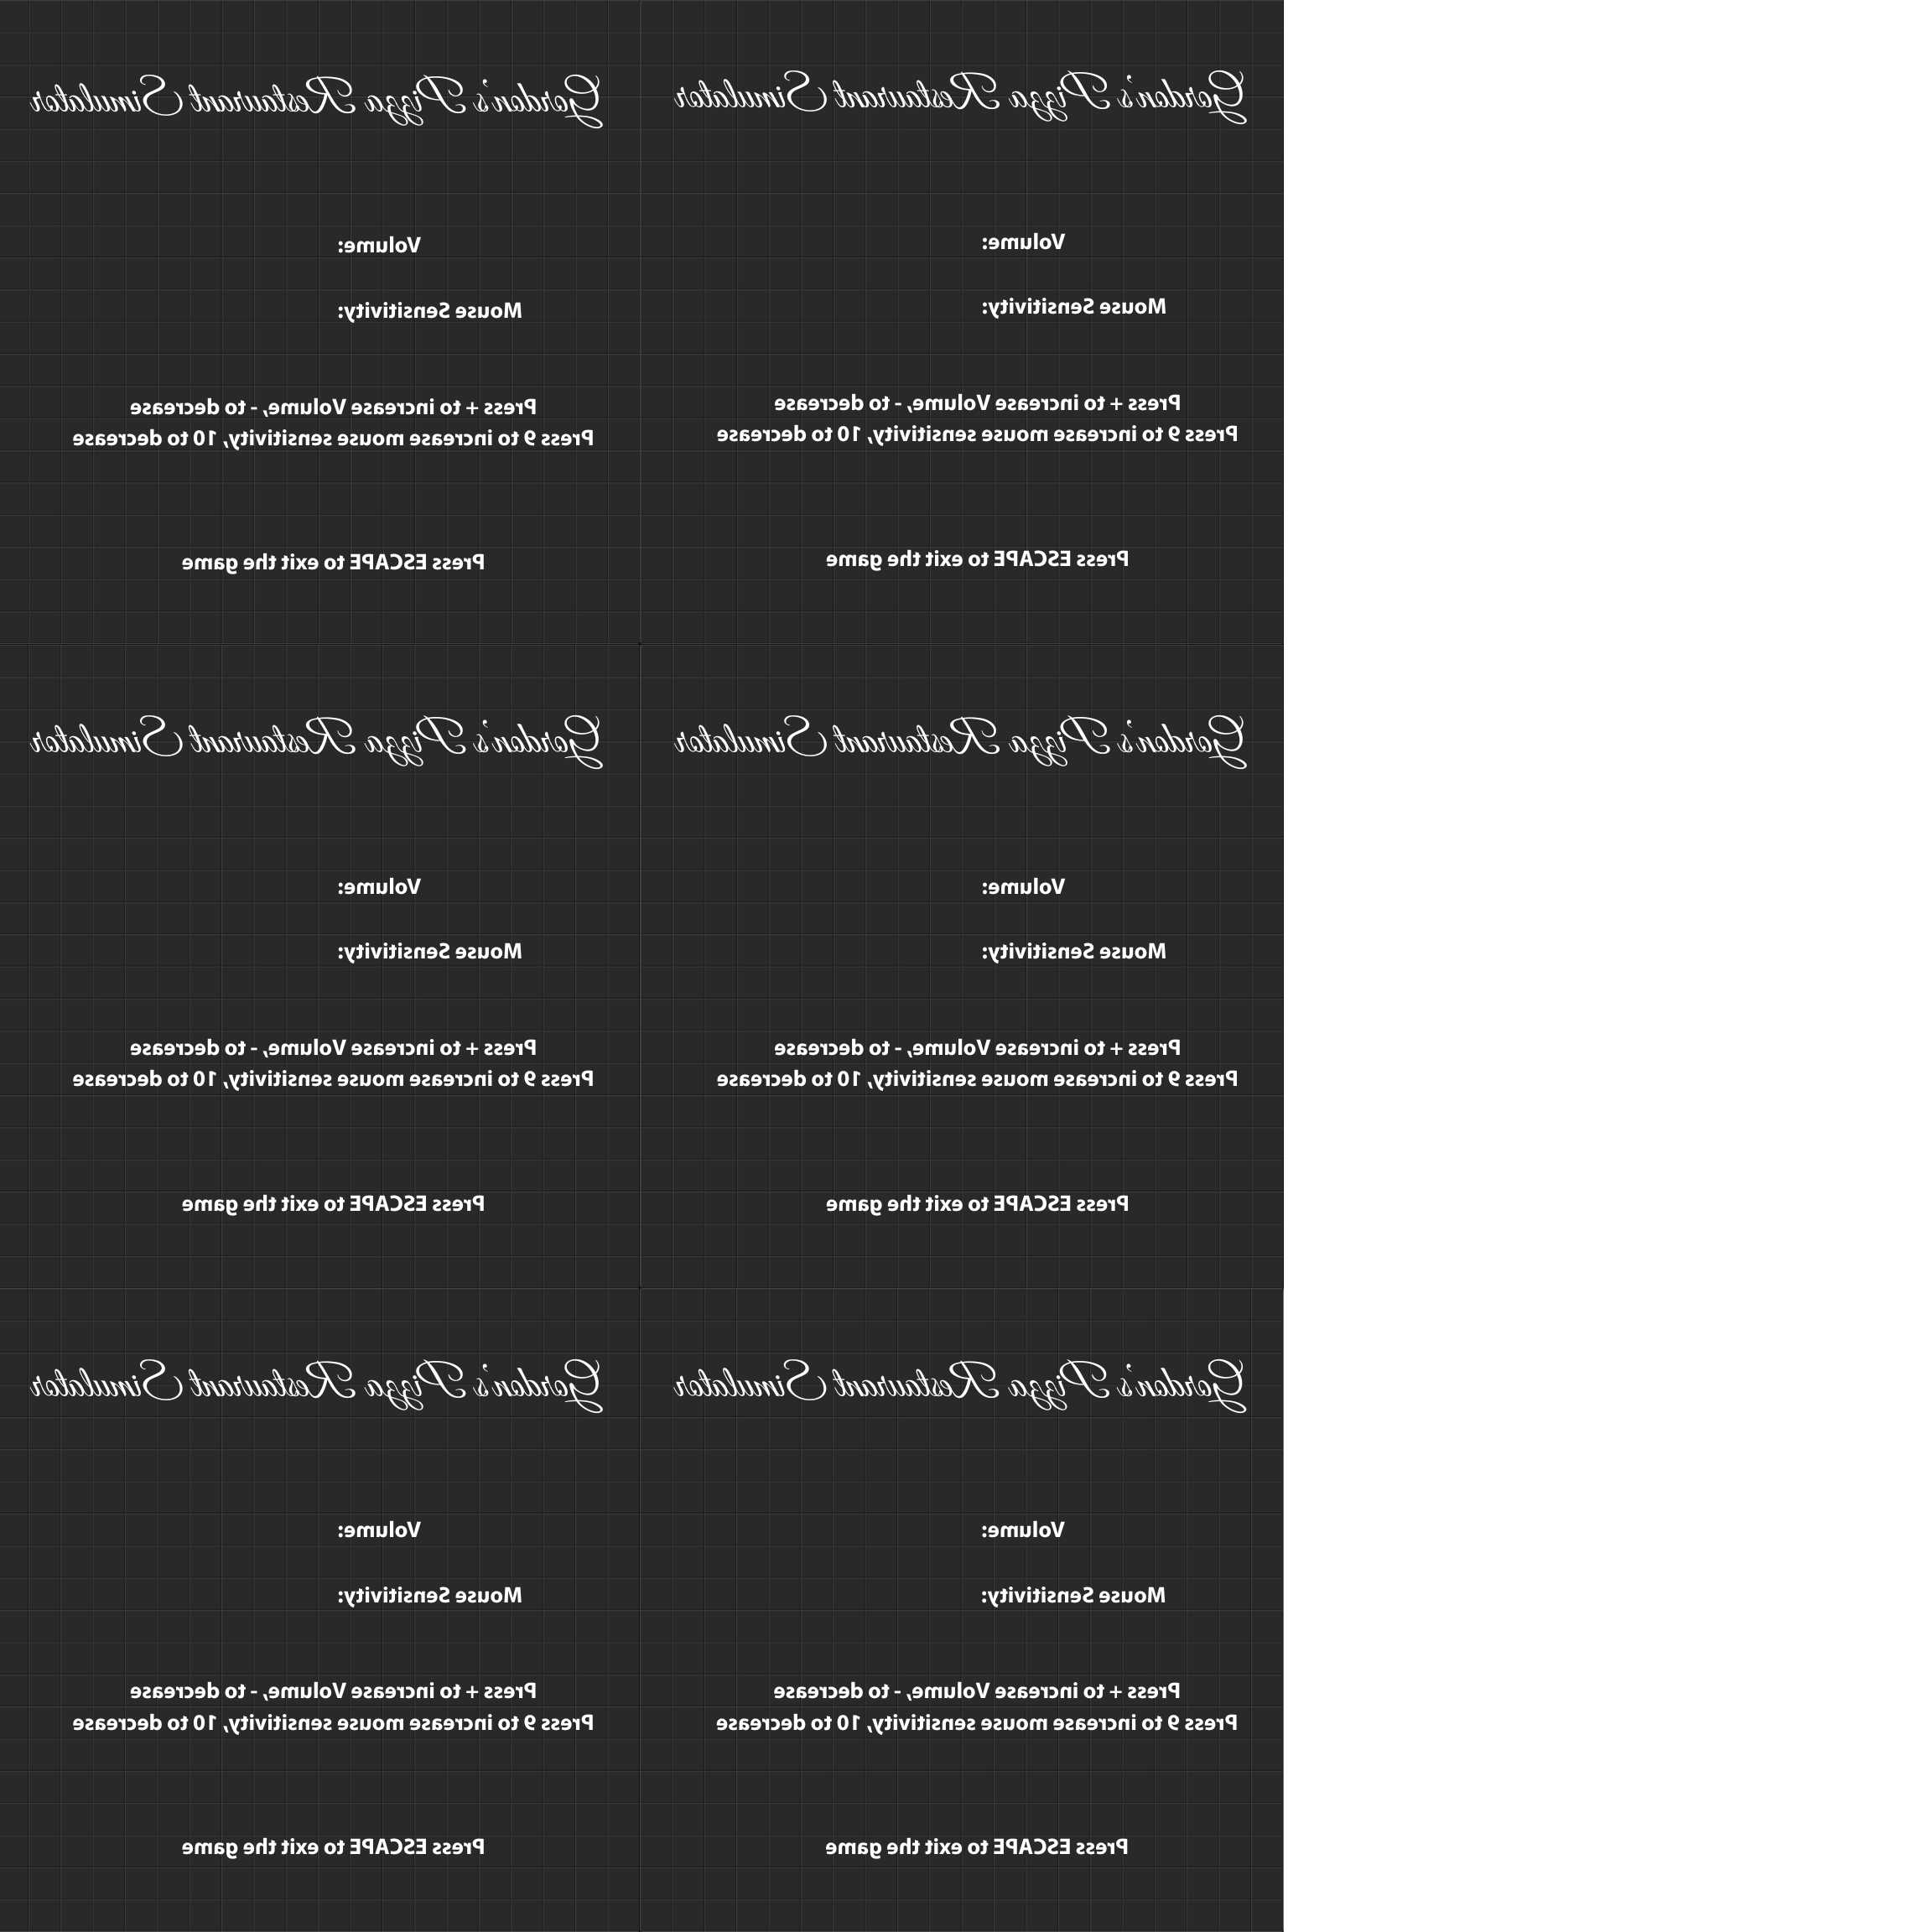 Gordon's Pizza Restaurant Simulator
Volume:
Mouse Sensitivity:
Press + to increase Volume, - to decrease
Press 9 to increase mouse sensitivity, 10 to decrease
Press ESCAPE to exit the game
Gordon's Pizza Restaurant Simulator
Volume:
Mouse Sensitivity:
Press + to increase Volume, - to decrease
Press 9 to increase mouse sensitivity, 10 to decrease
Press ESCAPE to exit the game
Gordon's Pizza Restaurant Simulator
Volume:
Mouse Sensitivity:
Press + to increase Volume, - to decrease
Press 9 to increase mouse sensitivity, 10 to decrease
Press ESCAPE to exit the game
Gordon's Pizza Restaurant Simulator
Volume:
Mouse Sensitivity:
Press + to increase Volume, - to decrease
Press 9 to increase mouse sensitivity, 10 to decrease
Press ESCAPE to exit the game
Gordon's Pizza Restaurant Simulator
Volume:
Mouse Sensitivity:
Press + to increase Volume, - to decrease
Press 9 to increase mouse sensitivity, 10 to decrease
Press ESCAPE to exit the game
Gordon's Pizza Restaurant Simulator
Volume:
Mouse Sensitivity:
Press + to increase Volume, - to decrease
Press 9 to increase mouse sensitivity, 10 to decrease
Press ESCAPE to exit the game